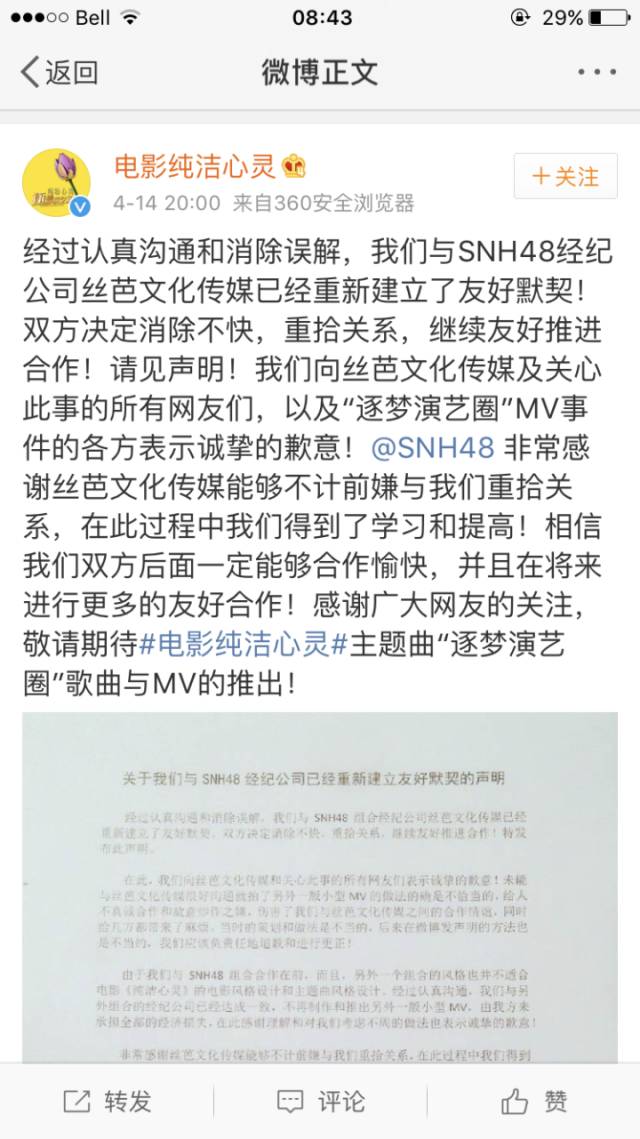 Bell 08:43 29%
返回 微博正文
电影纯洁心灵 +关注
4-14 20:00 来自360安全浏览器
经过认真沟通和消除误解，我们与SNH48经纪
公司丝芭文化传媒已经重新建立了友好默契！
双方决定消除不快，重拾关系，继续友好推进
合作！请见声明！我们向丝芭文化传媒及关心
此事的所有网友们，以及“逐梦演艺圈”MV事
件的各方表示诚挚的歉意！@SNH48 非常感
谢丝芭文化传媒能够不计前嫌与我们重拾关
系，在此过程中我们得到了学习和提高！相信
我们双方后面一定能够合作愉快，并且在将来
进行更多的友好合作！感谢广大网友的关注，
敬请期待#电影纯洁心灵#主题曲“逐梦演艺
圈”歌曲与MV的推出！
关于我们与 SNH48 经纪公司已经重新建立友好默契的声明
经过认真沟通和消除误解，我们与 SNH48 组合经纪公司丝芭文化传媒已经
重新建立了友好默契，双方决定消除不快，重拾关系，继续友好推进合作！特发
布此声明。
在此，我们向丝芭文化传媒和关心此事的所有网友们表示诚挚的歉意！未能
与丝芭文化传媒很好沟通就拍了另外一版小型 MV 的做法的确是不恰当的，给人
不真诚合作和故意炒作之嫌，伤害了我们与丝芭文化传媒之间的合作情谊，同时
给几方都带来了麻烦。当时的策划和做法是不当的，后来在微博发声明的方法也
是不当的，我们应该负责任地道歉和进行更正！
由于我们与 SNH48 组合合作在前，而且，另外一个组合的风格也并不适合
电影《纯洁心灵》的电影风格设计和主题曲风格设计。经过认真沟通，我们与另
外组合的经纪公司已经达成一致，不再制作和推出另外一版小型 MV，由我方来
承担全部的经济损失，在此感谢理解和对我们考虑不周的做法也表示诚挚的歉意！
非常感谢丝芭文化传媒能够不计前嫌与我们重拾关系，在此过程中我们得到
转发 评论 赞